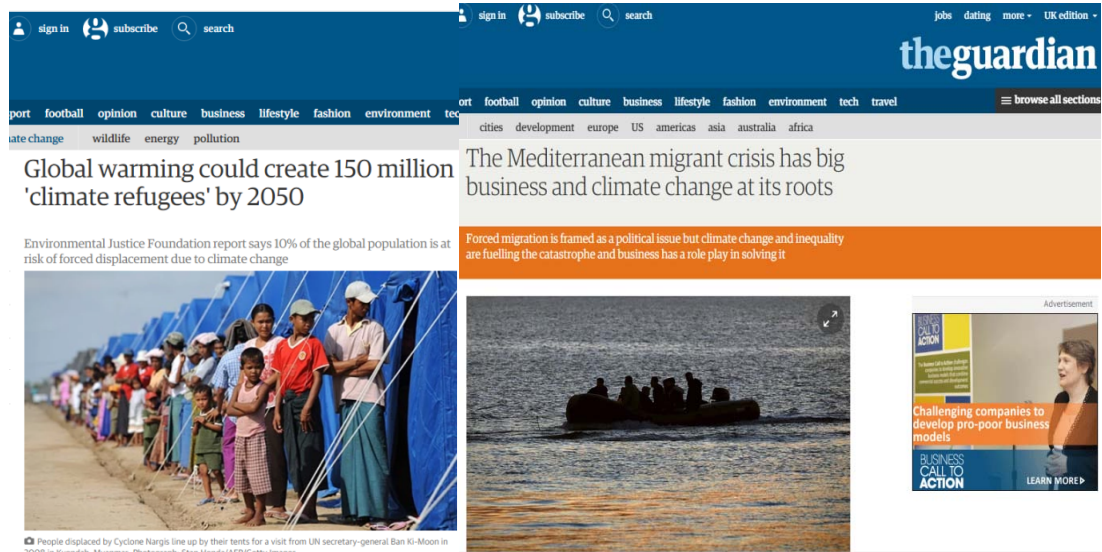 sign in subscribe search
port football opinion culture business lifestyle fashion environment tec
ate change wildlife energy pollution
Global warming could create 150 million
'climate refugees' by 2050
Environmental Justice Foundation report says 10% of the global population is at
risk of forced displacement due to climate change
People displaced by Cyclone Nargis line up by their tents for a visit from UN secretary-general Ban Ki-Moon in
sign in subscribe search
jobs dating more UK edition
theguardian
ort football opinion culture business lifestyle fashion environment tech travel
browse all sections
cities development europe US americas asia australia africa
The Mediterranean migrant crisis has big
business and climate change at its roots
Forced migration is framed as a political issue but climate change and inequality
are fuelling the catastrophe and business has a role play in solving it
Advertisement
BUSINESS
CALL TO
ACTION
Challenging companies to
develop pro-poor business
models
BUSINESS
CALL TO
ACTION
LEARN MORE